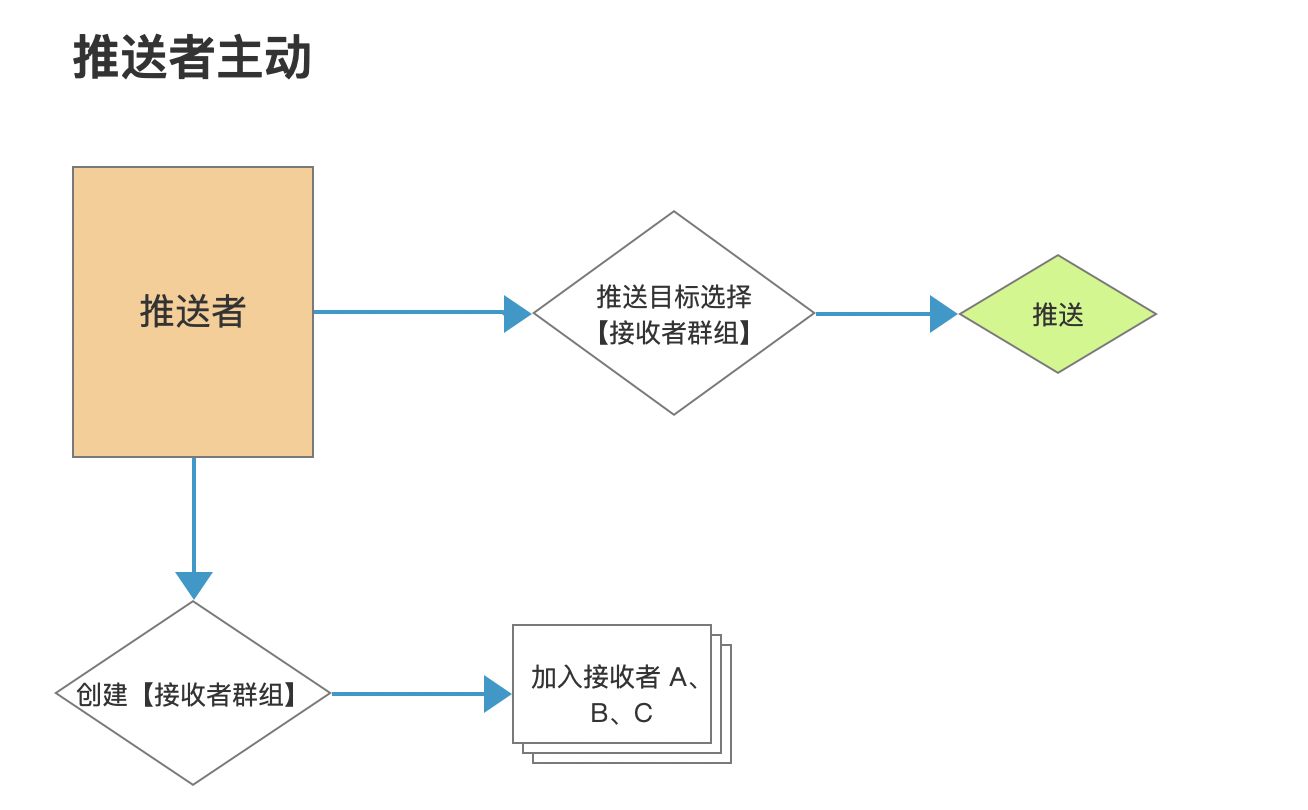 推送者主动
推送者
推送目标选择
【接收者群组】
推送
创建【接收者群组】
加入接收者 A、
B、C